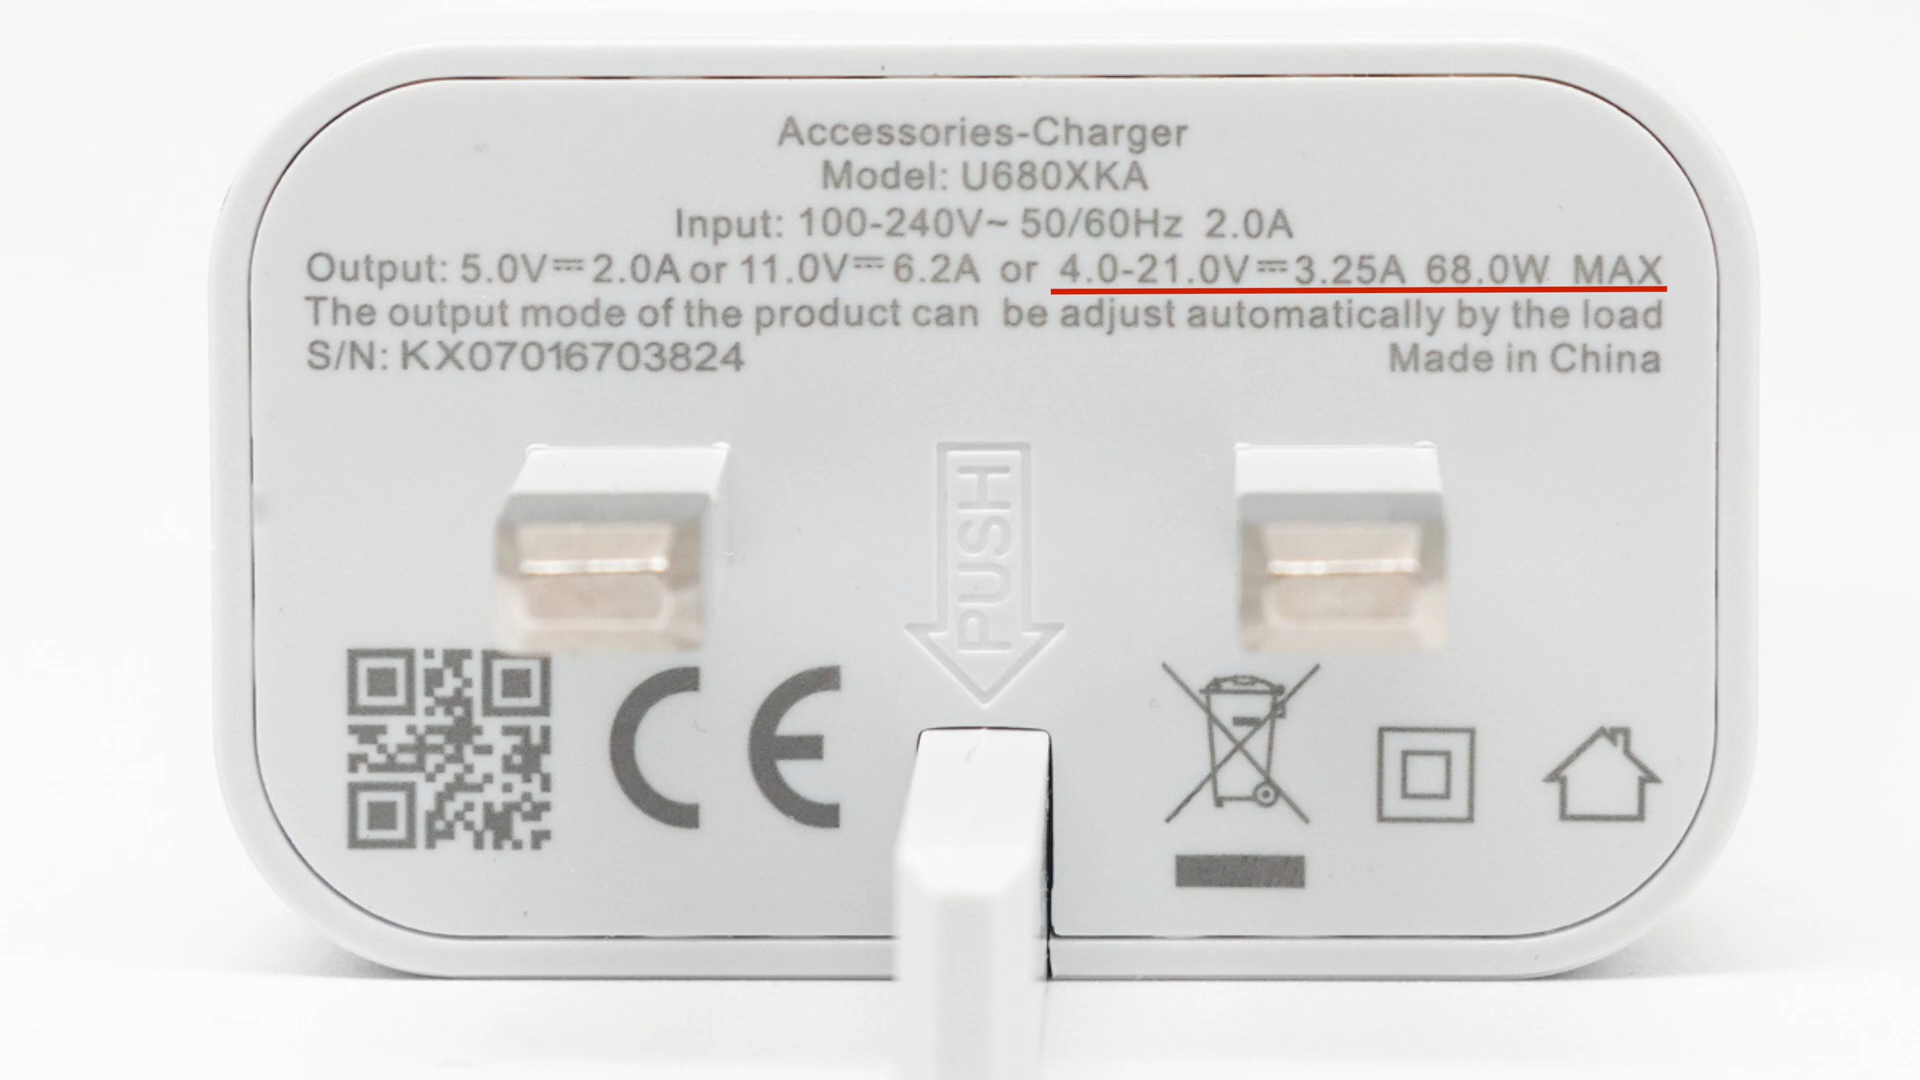 Accessories-Charger
Model: U680XKA
Input: 100-240V~ 50/60Hz 2.0A
Output: 5.0V⎓2.0A or 11.0V⎓6.2A or 4.0-21.0V⎓3.25A 68.0W MAX
The output mode of the product can be adjust automatically by the load
S/N: KX07016703824 Made in China
PUSH
CE